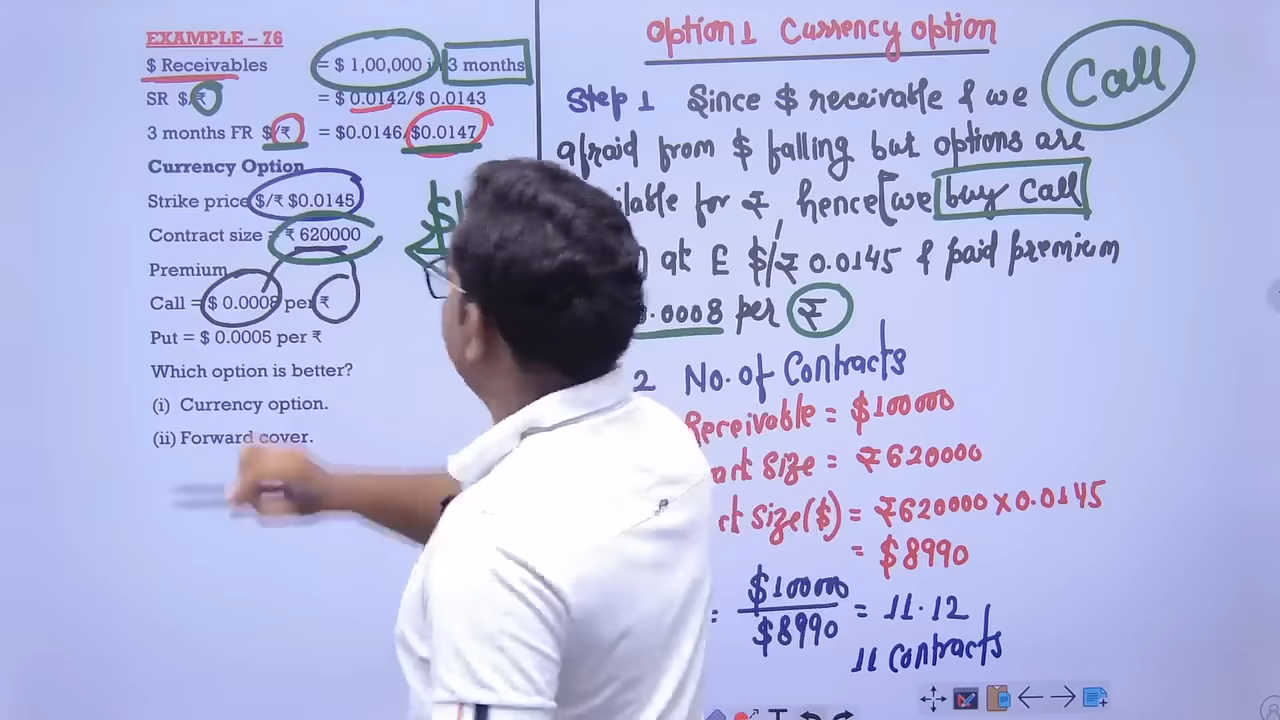 EXAMPLE – 76
$ Receivables = $ 1,00,000 3 months
SR $/₹ = $ 0.0142/$ 0.0143
3 months FR $/₹ = $0.0146/$0.0147
Currency Option
Strike price $/₹ $0.0145
Contract size = ₹ 620000
Premium
Call = $ 0.0008 per ₹
Put = $ 0.0005 per ₹
Which option is better?
(i) Currency option.
(ii) Forward cover.
Option 1 Currency option
Call
Step 1 Since $ receivable & we
afraid from $ falling but options are
for ₹, hence we buy call
at E $/₹ 0.0145 & paid premium
.0008 per ₹
2 No. of Contracts
Receivable = $100000
Size = ₹620000
Size($) = ₹620000 X 0.0145
= $8990
$100000
$8990
= 11.12
11 Contracts